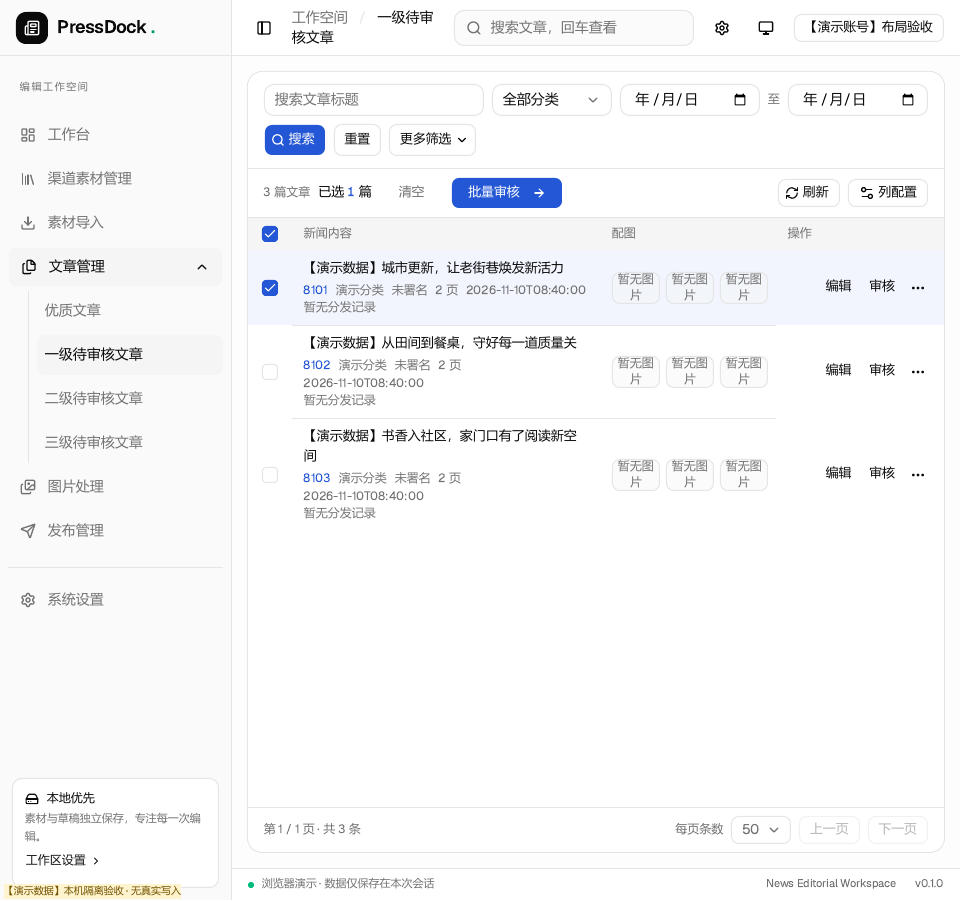 PressDock.
工作空间 / 一级待审核文章
搜索文章，回车查看
【演示账号】布局验收
编辑工作空间
工作台
渠道素材管理
素材导入
文章管理
优质文章
一级待审核文章
二级待审核文章
三级待审核文章
图片处理
发布管理
系统设置
本地优先
素材与草稿独立保存，专注每一次编辑。
工作区设置
【演示数据】本机隔离验收 · 无真实写入
搜索文章标题 全部分类 年/月/日 至 年/月/日
搜索 重置 更多筛选
3 篇文章 已选 1 篇 清空 批量审核 → 刷新 列配置
新闻内容 配图 操作
【演示数据】城市更新，让老街巷焕发新活力
8101 演示分类 未署名 2 页 2026-11-10T08:40:00
暂无分发记录
暂无图片 暂无图片 暂无图片
编辑 审核 ...
【演示数据】从田间到餐桌，守好每一道质量关
8102 演示分类 未署名 2 页
2026-11-10T08:40:00
暂无分发记录
暂无图片 暂无图片 暂无图片
编辑 审核 ...
【演示数据】书香入社区，家门口有了阅读新空间
8103 演示分类 未署名 2 页
2026-11-10T08:40:00
暂无分发记录
暂无图片 暂无图片 暂无图片
编辑 审核 ...
第 1 / 1 页 · 共 3 条
每页条数 50 上一页 下一页
浏览器演示 · 数据仅保存在本次会话
News Editorial Workspace v0.1.0